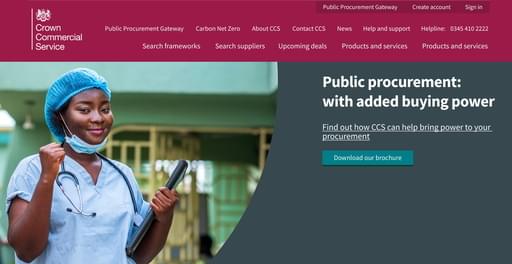 Public Procurement Gateway Create account Sign in
Crown
Commercial
Service
Public Procurement Gateway Carbon Net Zero About CCS Contact CCS News Help and support Helpline: 0345 410 2222
Search frameworks Search suppliers Upcoming deals Products and services Products and services
Public procurement:
with added buying power
Find out how CCS can help bring power to your
procurement
Download our brochure